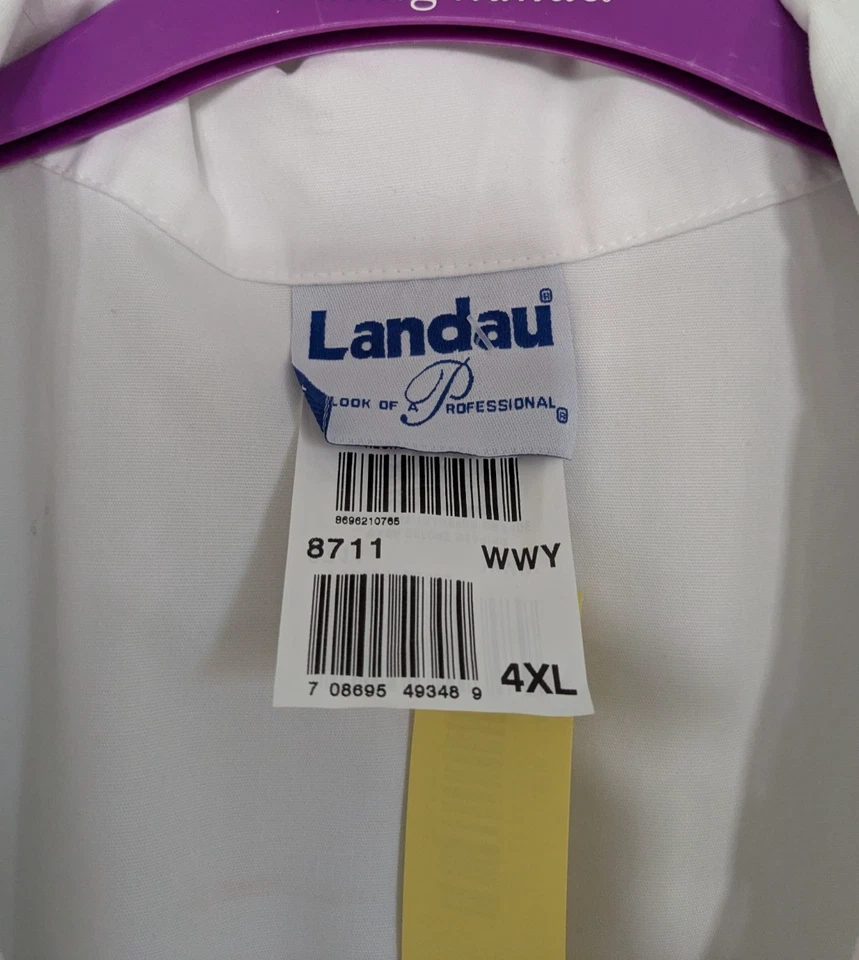 Landau®
LOOK OF A PROFESSIONAL®
8696210765
8711 WWY
7 08695 49348 9 4XL